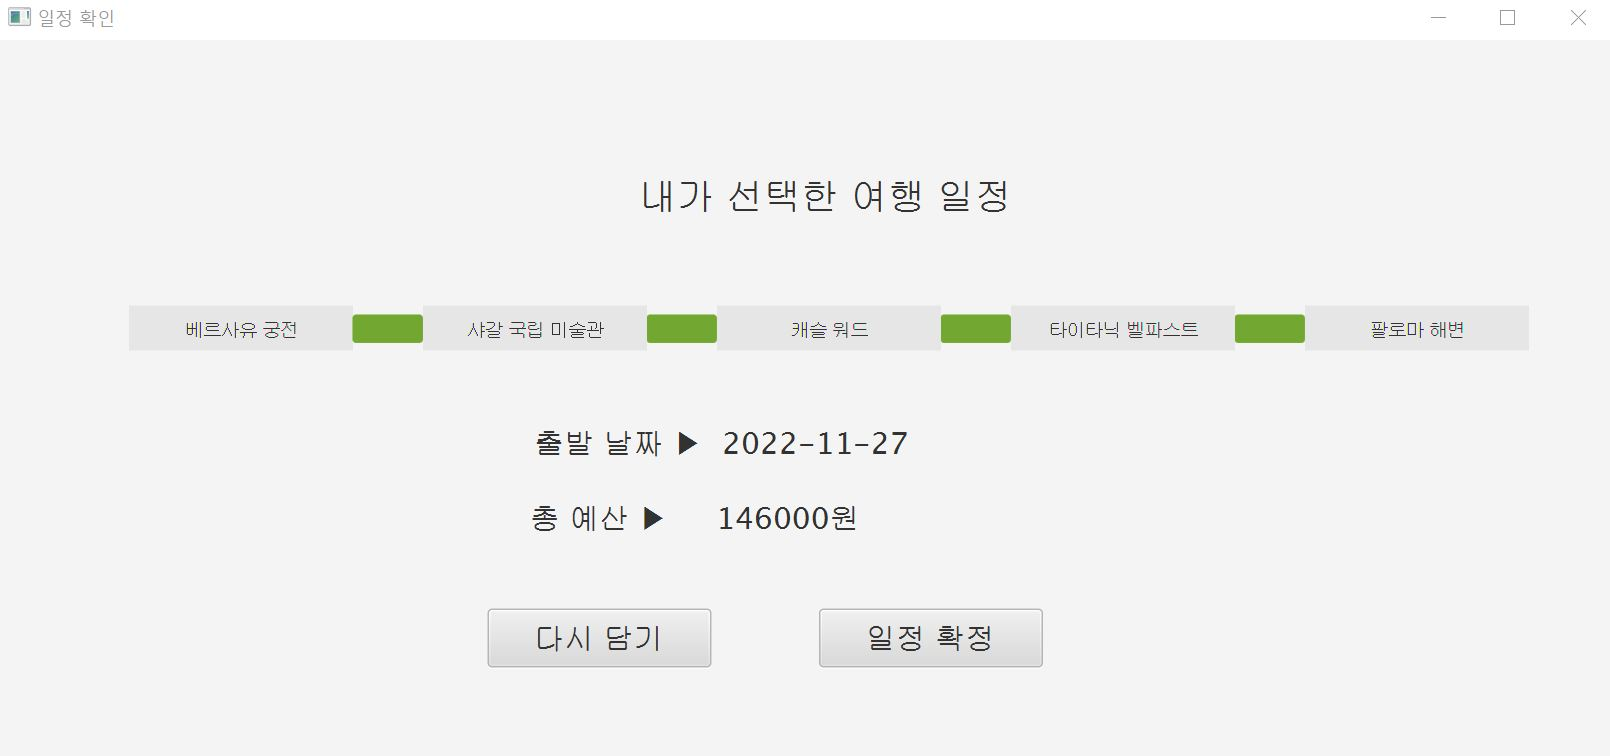 일정 확인
내가 선택한 여행 일정
베르사유 궁전 샤갈 국립 미술관 캐슬 워드 타이타닉 벨파스트 팔로마 해변
출발 날짜 ▶ 2022-11-27
총 예산 ▶ 146000원
다시 담기 일정 확정